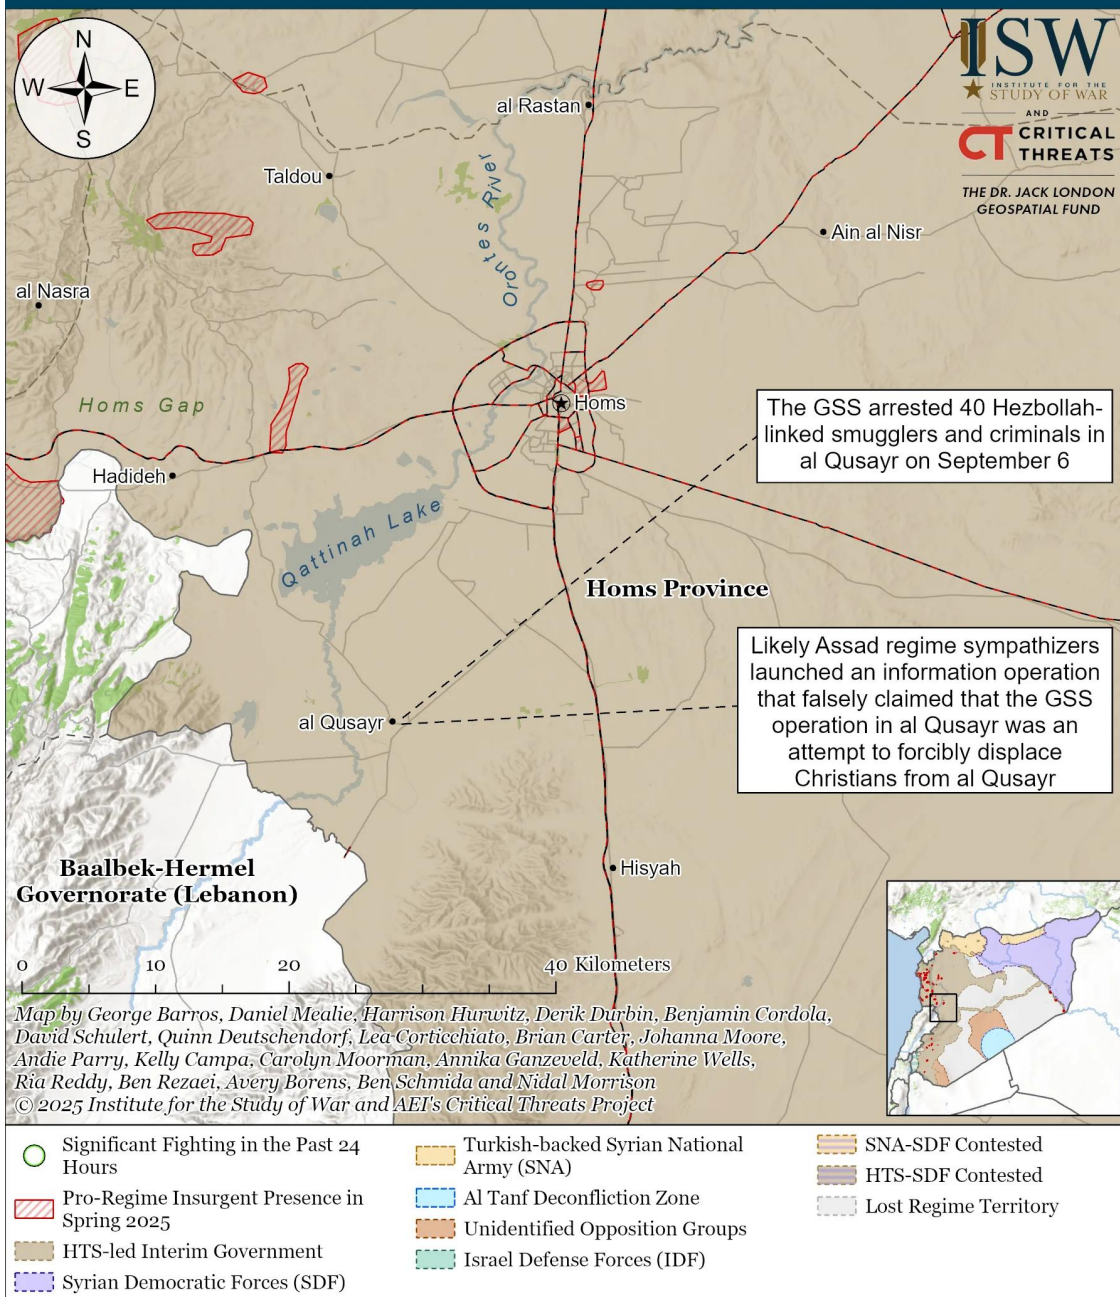 N
W E
S
ISW
INSTITUTE FOR THE
STUDY OF WAR
AND
CT CRITICAL
THREATS
THE DR. JACK LONDON
GEOSPATIAL FUND
al Rastan
Taldou
Orontes River
Ain al Nisr
al Nasra
Homs Gap
Homs
The GSS arrested 40 Hezbollah-
linked smugglers and criminals in
al Qusayr on September 6
Hadideh
Qattinah Lake
Homs Province
Likely Assad regime sympathizers
launched an information operation
that falsely claimed that the GSS
operation in al Qusayr was an
attempt to forcibly displace
Christians from al Qusayr
al Qusayr
Hisyah
Baalbek-Hermel
Governorate (Lebanon)
0 10 20 40 Kilometers
Map by George Barros, Daniel Mealie, Harrison Hurwitz, Derik Durbin, Benjamin Cordola,
David Schulert, Quinn Deutschendorf, Lea Corticchiato, Brian Carter, Johanna Moore,
Andie Parry, Kelly Campa, Carolyn Moorman, Annika Ganzeveld, Katherine Wells,
Ria Reddy, Ben Rezaei, Avery Borens, Ben Schmida and Nidal Morrison
© 2025 Institute for the Study of War and AEI's Critical Threats Project
Significant Fighting in the Past 24
Hours
Pro-Regime Insurgent Presence in
Spring 2025
HTS-led Interim Government
Syrian Democratic Forces (SDF)
Turkish-backed Syrian National
Army (SNA)
Al Tanf Deconfliction Zone
Unidentified Opposition Groups
Israel Defense Forces (IDF)
SNA-SDF Contested
HTS-SDF Contested
Lost Regime Territory